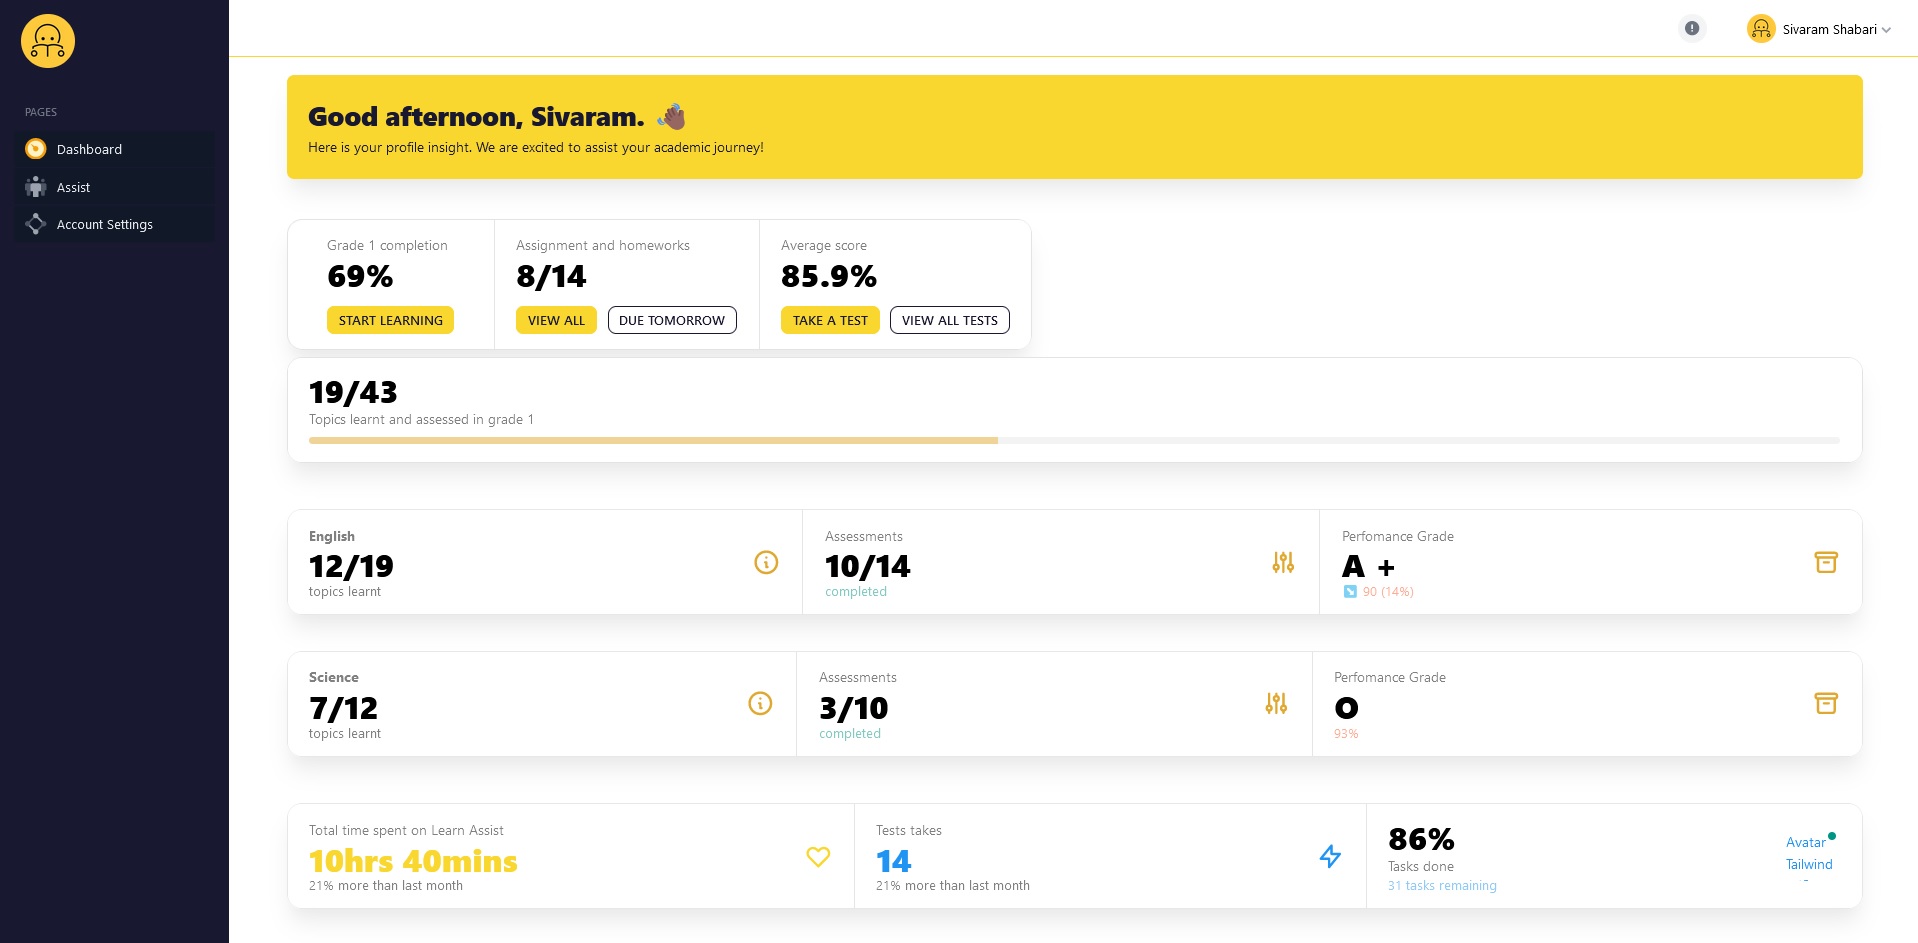 Sivaram Shabari
PAGES
Dashboard
Assist
Account Settings
Good afternoon, Sivaram.
Here is your profile insight. We are excited to assist your academic journey!
Grade 1 completion
69%
START LEARNING
Assignment and homeworks
8/14
VIEW ALL
DUE TOMORROW
Average score
85.9%
TAKE A TEST
VIEW ALL TESTS
19/43
Topics learnt and assessed in grade 1
English
12/19
topics learnt
Assessments
10/14
completed
Perfomance Grade
A +
90 (14%)
Science
7/12
topics learnt
Assessments
3/10
completed
Perfomance Grade
O
93%
Total time spent on Learn Assist
10hrs 40mins
21% more than last month
Tests takes
14
21% more than last month
86%
Tasks done
31 tasks remaining
Avatar
Tailwind